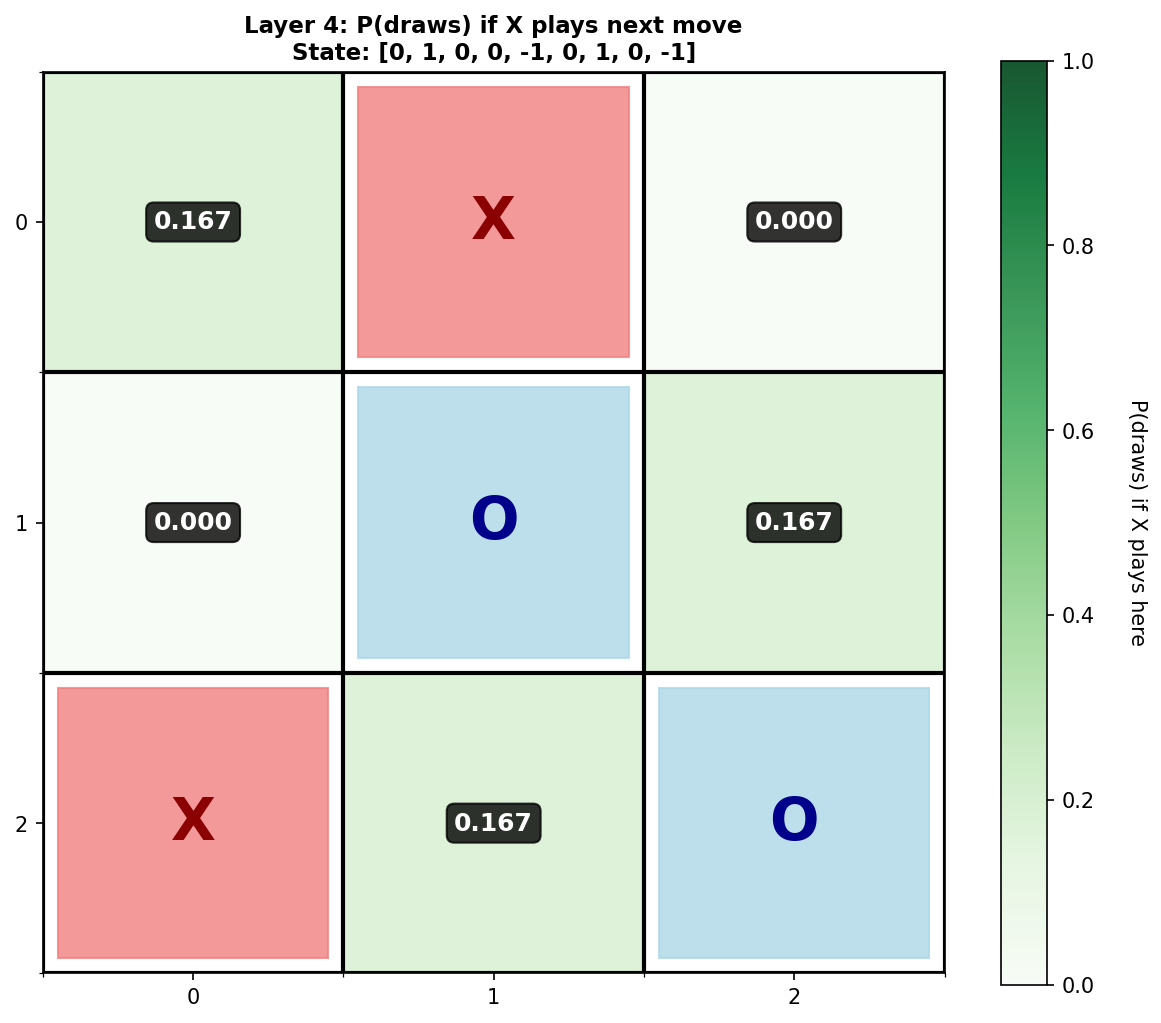 Layer 4: P(draws) if X plays next move
State: [0, 1, 0, 0, -1, 0, 1, 0, -1]
0.167
X
0.000
0.000
O
0.167
X
0.167
O
0
1
2
0
1
2
1.0
0.8
0.6
0.4
0.2
0.0
P(draws) if X plays here